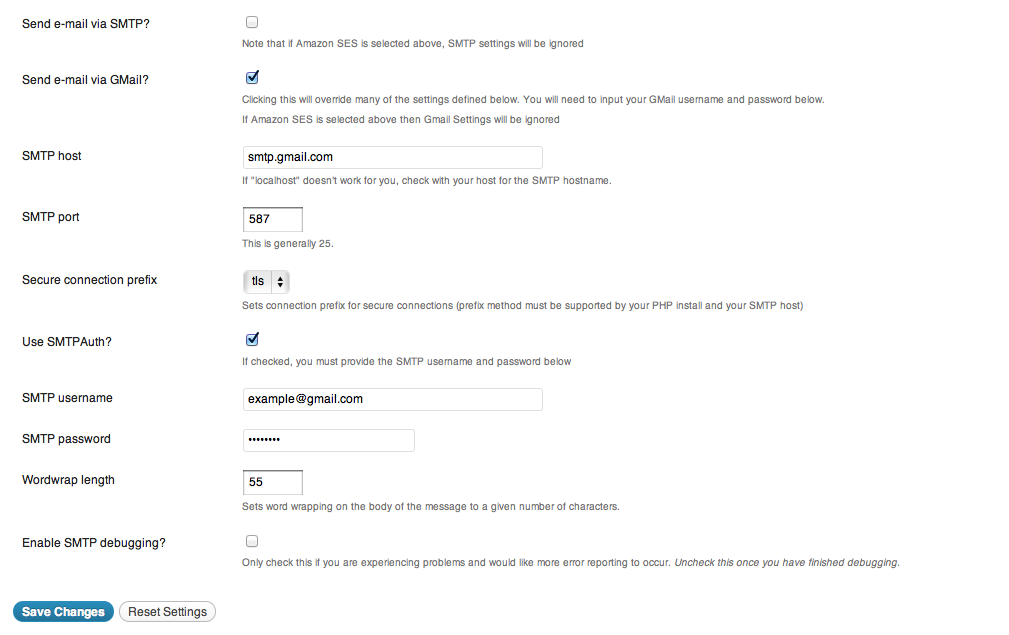 Send e-mail via SMTP?
Note that if Amazon SES is selected above, SMTP settings will be ignored
Send e-mail via GMail?
Clicking this will override many of the settings defined below. You will need to input your GMail username and password below.
If Amazon SES is selected above then Gmail Settings will be ignored
SMTP host
smtp.gmail.com
If "localhost" doesn't work for you, check with your host for the SMTP hostname.
SMTP port
587
This is generally 25.
Secure connection prefix
tls
Sets connection prefix for secure connections (prefix method must be supported by your PHP install and your SMTP host)
Use SMTPAuth?
If checked, you must provide the SMTP username and password below
SMTP username
example@gmail.com
SMTP password
••••••••
Wordwrap length
55
Sets word wrapping on the body of the message to a given number of characters.
Enable SMTP debugging?
Only check this if you are experiencing problems and would like more error reporting to occur. Uncheck this once you have finished debugging.
Save Changes Reset Settings